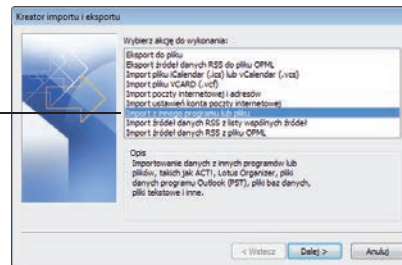 Kreator importu i eksportu
Wybierz akcję do wykonania:
Eksport do pliku
Eksport źródeł danych RSS do pliku OPML
Import pliku iCalendar (.ics) lub vCalendar (.vcs)
Import pliku VCARD (.vcf)
Import poczty internetowej i adresów
Import ustawień konta poczty internetowej
Import z innego programu lub pliku
Import źródeł danych RSS z listy wspólnych źródeł
Import źródeł danych RSS z pliku OPML
Opis
Importowanie danych z innych programów lub
plików, takich jak ACT!, Lotus Organizer, pliki
danych programu Outlook (PST), pliki baz danych,
pliki tekstowe i inne.
< Wstecz
Dalej >
Anuluj